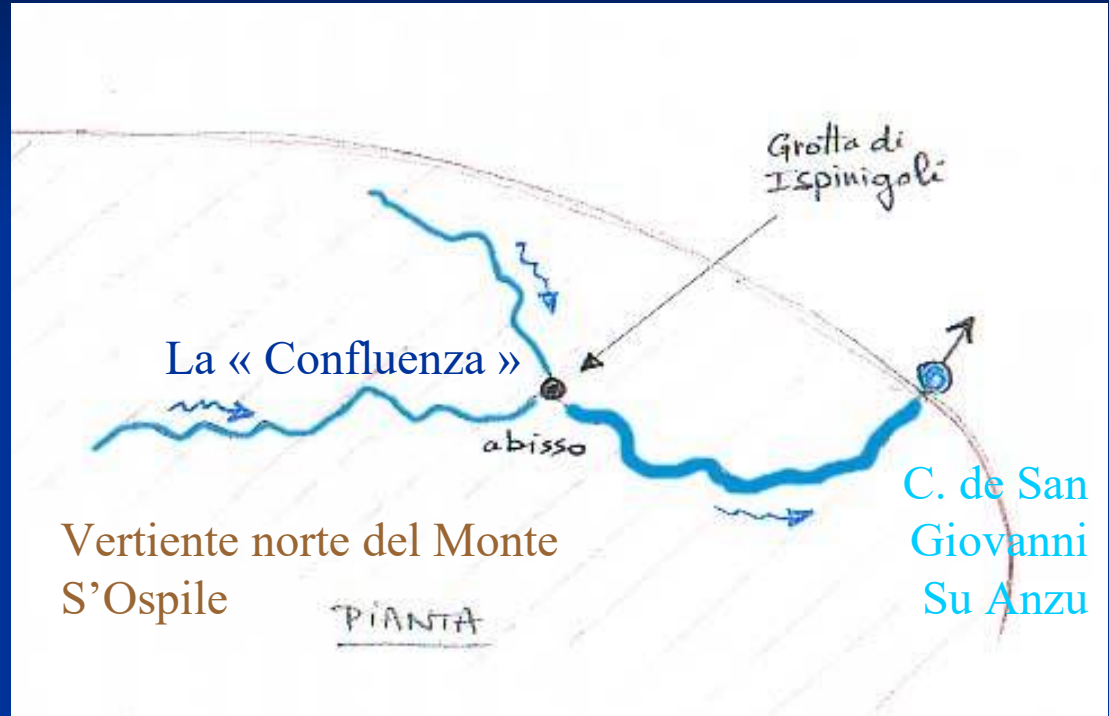 Grotta di
Ispinigoli
La « Confluenza »
abisso
C. de San
Giovanni
Su Anzu
Vertiente norte del Monte
S’Ospile
PIANTA